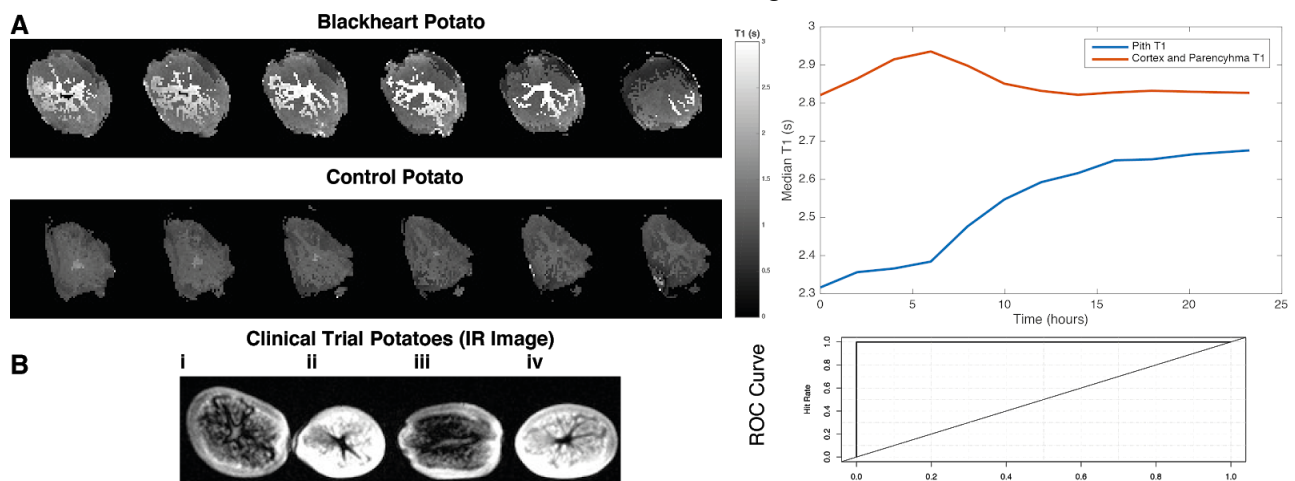 A
Blackheart Potato
T1 (s)
3
2.5
2
1.5
1
0.5
0
Control Potato
B
Clinical Trial Potatoes (IR Image)
i ii iii iv
3
2.9
2.8
2.7
2.6
2.5
2.4
2.3
Median T1 (s)
0 5 10 15 20 25
Time (hours)
Pith T1
Cortex and Parencyhma T1
ROC Curve
Hit Rate
1.0
0.8
0.6
0.4
0.2
0.0
0.0 0.2 0.4 0.6 0.8 1.0